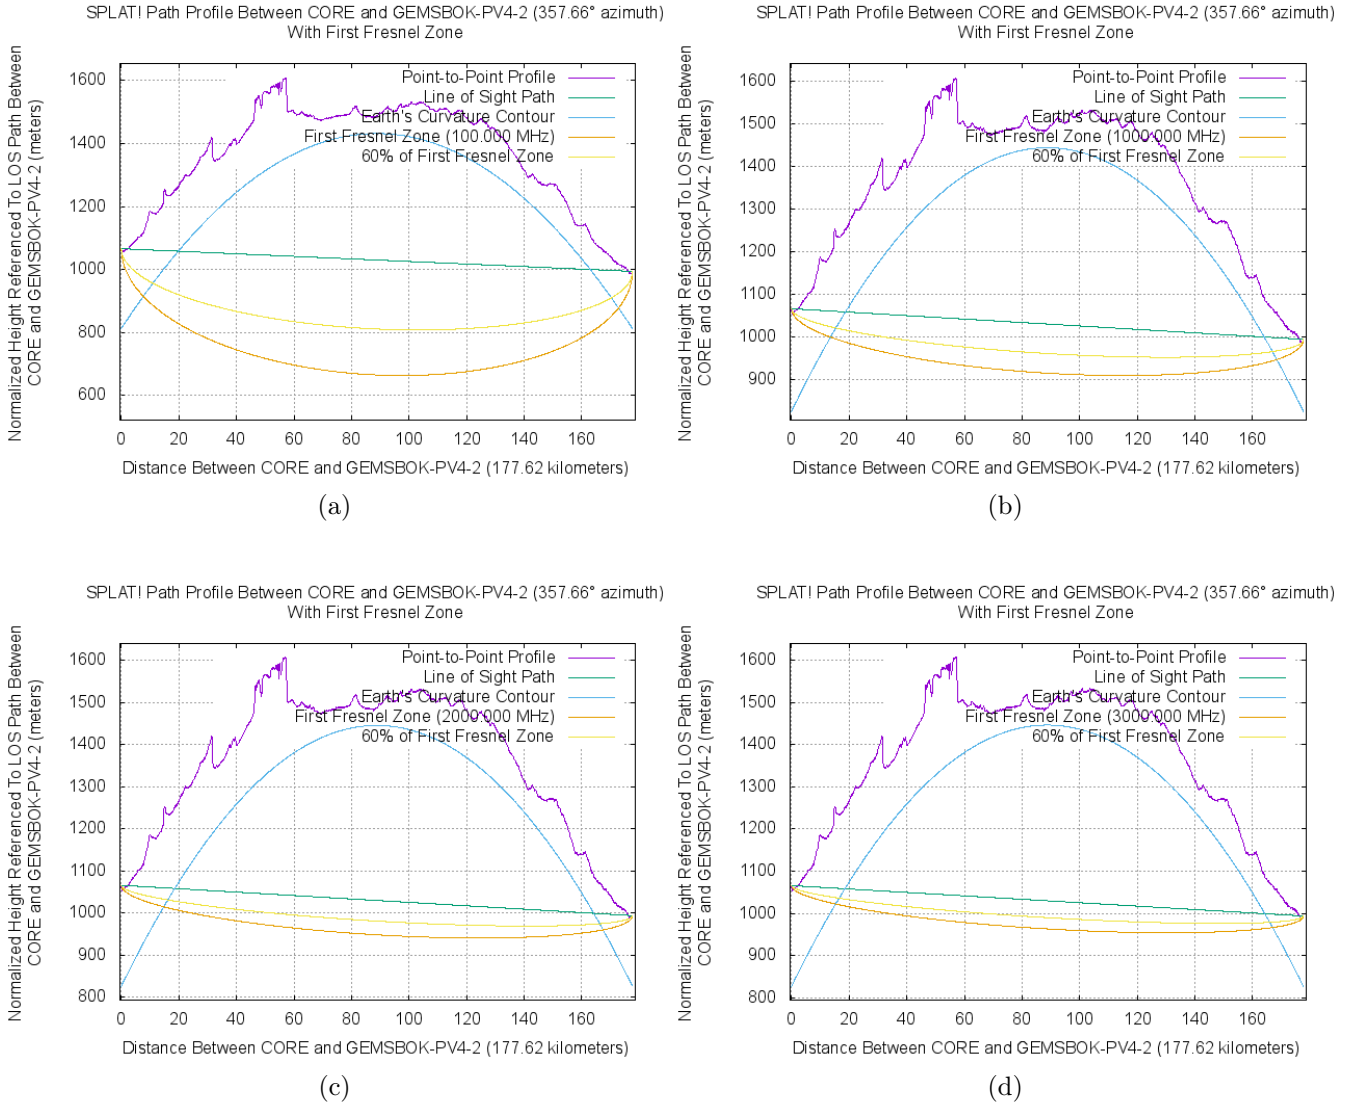 SPLAT! Path Profile Between CORE and GEMSBOK-PV4-2 (357.66° azimuth)
With First Fresnel Zone
Normalized Height Referenced To LOS Path Between
CORE and GEMSBOK-PV4-2 (meters)
1600
1400
1200
1000
800
600
Point-to-Point Profile
Line of Sight Path
Earth's Curvature Contour
First Fresnel Zone (100.000 MHz)
60% of First Fresnel Zone
0 20 40 60 80 100 120 140 160
Distance Between CORE and GEMSBOK-PV4-2 (177.62 kilometers)
(a)
SPLAT! Path Profile Between CORE and GEMSBOK-PV4-2 (357.66° azimuth)
With First Fresnel Zone
Normalized Height Referenced To LOS Path Between
CORE and GEMSBOK-PV4-2 (meters)
1600
1500
1400
1300
1200
1100
1000
900
Point-to-Point Profile
Line of Sight Path
Earth's Curvature Contour
First Fresnel Zone (1000.000 MHz)
60% of First Fresnel Zone
0 20 40 60 80 100 120 140 160
Distance Between CORE and GEMSBOK-PV4-2 (177.62 kilometers)
(b)
SPLAT! Path Profile Between CORE and GEMSBOK-PV4-2 (357.66° azimuth)
With First Fresnel Zone
Normalized Height Referenced To LOS Path Between
CORE and GEMSBOK-PV4-2 (meters)
1600
1500
1400
1300
1200
1100
1000
900
800
Point-to-Point Profile
Line of Sight Path
Earth's Curvature Contour
First Fresnel Zone (2000.000 MHz)
60% of First Fresnel Zone
0 20 40 60 80 100 120 140 160
Distance Between CORE and GEMSBOK-PV4-2 (177.62 kilometers)
(c)
SPLAT! Path Profile Between CORE and GEMSBOK-PV4-2 (357.66° azimuth)
With First Fresnel Zone
Normalized Height Referenced To LOS Path Between
CORE and GEMSBOK-PV4-2 (meters)
1600
1500
1400
1300
1200
1100
1000
900
800
Point-to-Point Profile
Line of Sight Path
Earth's Curvature Contour
First Fresnel Zone (3000.000 MHz)
60% of First Fresnel Zone
0 20 40 60 80 100 120 140 160
Distance Between CORE and GEMSBOK-PV4-2 (177.62 kilometers)
(d)